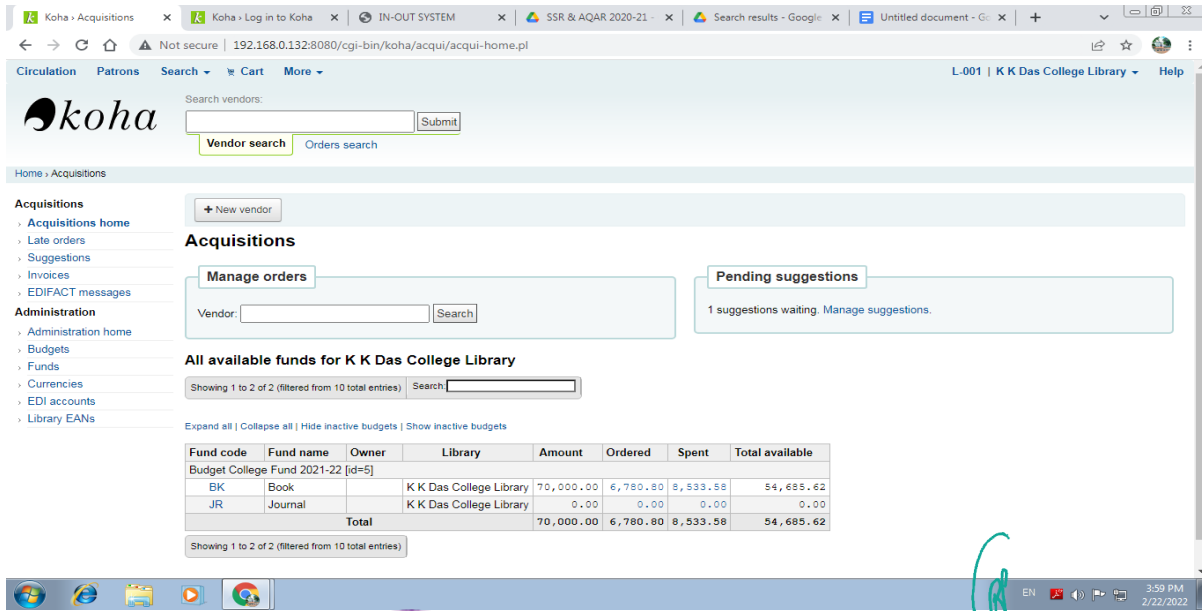 Koha › Acquisitions
Koha › Log in to Koha
IN-OUT SYSTEM
SSR & AQAR 2020-21 -
Search results - Google
Untitled document - Go
Not secure | 192.168.0.132:8080/cgi-bin/koha/acqui/acqui-home.pl
Circulation Patrons Search Cart More L-001 | K K Das College Library Help
koha
Search vendors:
Submit
Vendor search Orders search
Home › Acquisitions
Acquisitions
› Acquisitions home
› Late orders
› Suggestions
› Invoices
› EDIFACT messages
Administration
› Administration home
› Budgets
› Funds
› Currencies
› EDI accounts
› Library EANs
+ New vendor
Acquisitions
Manage orders
Vendor: Search
Pending suggestions
1 suggestions waiting. Manage suggestions.
All available funds for K K Das College Library
Showing 1 to 2 of 2 (filtered from 10 total entries) Search:
Expand all | Collapse all | Hide inactive budgets | Show inactive budgets
Fund code Fund name Owner Library Amount Ordered Spent Total available
Budget College Fund 2021-22 [id=5]
BK Book K K Das College Library 70,000.00 6,780.80 8,533.58 54,685.62
JR Journal K K Das College Library 0.00 0.00 0.00 0.00
Total 70,000.00 6,780.80 8,533.58 54,685.62
Showing 1 to 2 of 2 (filtered from 10 total entries)
EN 3:59 PM
2/22/2022